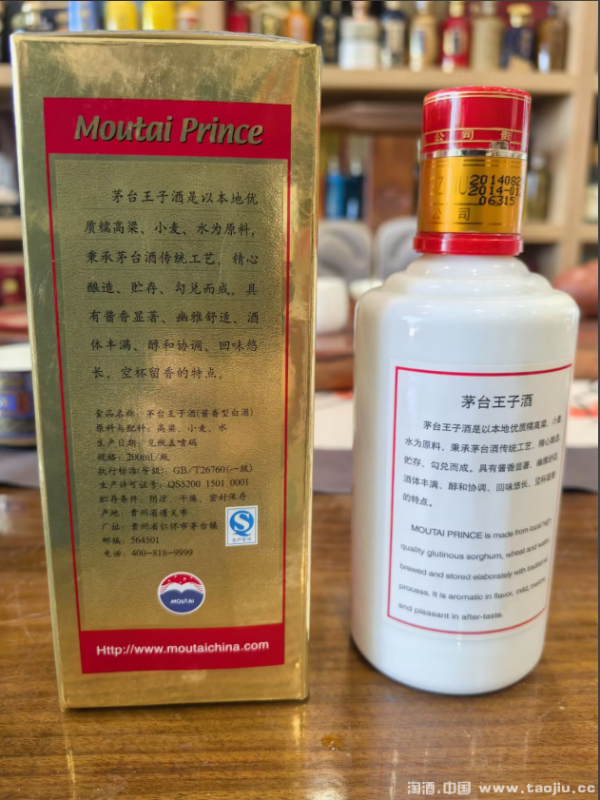 Moutai Prince
茅台王子酒是以本地优
质糯高粱、小麦、水为原料,
秉承茅台酒传统工艺,精心
酿造、贮存、勾兑而成。具
有酱香显著、幽雅舒适、酒
体丰满、醇和协调、回味悠
长、空杯留香的特点。
食品名称:茅台王子酒(酱香型白酒)
原料与配料:高粱、小麦、水
生产日期:见瓶盖喷码
规格:200ml/瓶
执行标准(等级):GB/T26760(一级)
生产许可证号:QS5200 1501 0001
贮存条件:阴凉、干燥、密封保存
产地:贵州省遵义市
厂址:贵州省仁怀市茅台镇
邮编:564501
电话:400-818-9999
MOUTAI
Http://www.moutaichina.com
公司
2014082
2014-01
06315
公司
茅台王子酒
茅台王子酒是以本地优质糯高粱、小麦、
水为原料,秉承茅台酒传统工艺,精心酿造、
贮存、勾兑而成。具有酱香显著、幽雅舒适、
酒体丰满、醇和协调、回味悠长、空杯留香
的特点。
MOUTAI PRINCE is made from local high
quality glutinous sorghum, wheat and water,
brewed and stored elaborately with traditional
process. It is aromatic in flavor, mild, mellow
and pleasant in after-taste.
淘酒.中国 www.taojiu.cc